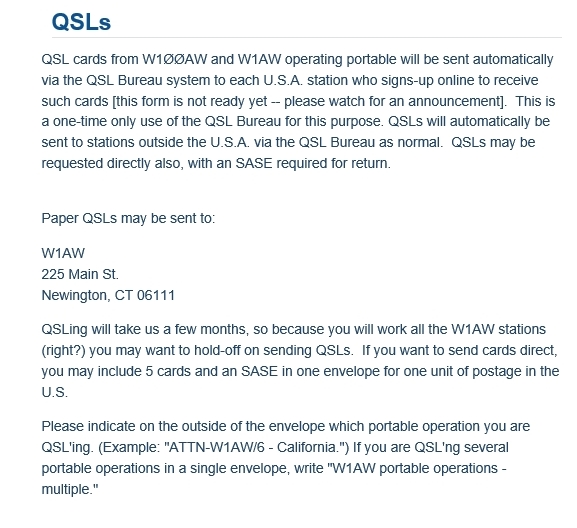 QSLs
QSL cards from W1ØØAW and W1AW operating portable will be sent automatically
via the QSL Bureau system to each U.S.A. station who signs-up online to receive
such cards [this form is not ready yet -- please watch for an announcement].  This is
a one-time only use of the QSL Bureau for this purpose. QSLs will automatically be
sent to stations outside the U.S.A. via the QSL Bureau as normal.  QSLs may be
requested directly also, with an SASE required for return.
Paper QSLs may be sent to:
W1AW
225 Main St.
Newington, CT 06111
QSLing will take us a few months, so because you will work all the W1AW stations
(right?) you may want to hold-off on sending QSLs.  If you want to send cards direct,
you may include 5 cards and an SASE in one envelope for one unit of postage in the
U.S.
Please indicate on the outside of the envelope which portable operation you are
QSL'ing. (Example: "ATTN-W1AW/6 - California.") If you are QSL'ng several
portable operations in a single envelope, write "W1AW portable operations -
multiple."